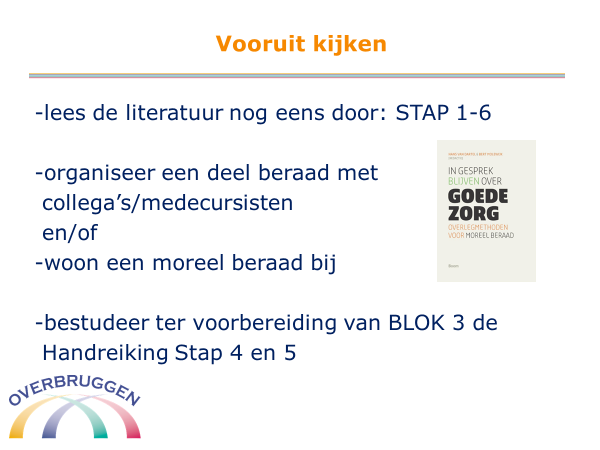 Vooruit kijken
-lees de literatuur nog eens door: STAP 1-6
-organiseer een deel beraad met
collega’s/medecursisten
en/of
-woon een moreel beraad bij
IN GESPREK
BLIJVEN OVER
GOEDE
ZORG
OVERLEGMETHODEN
VOOR MOREEL BERAAD
Boom
-bestudeer ter voorbereiding van BLOK 3 de
Handreiking Stap 4 en 5
OVERBRUGGEN